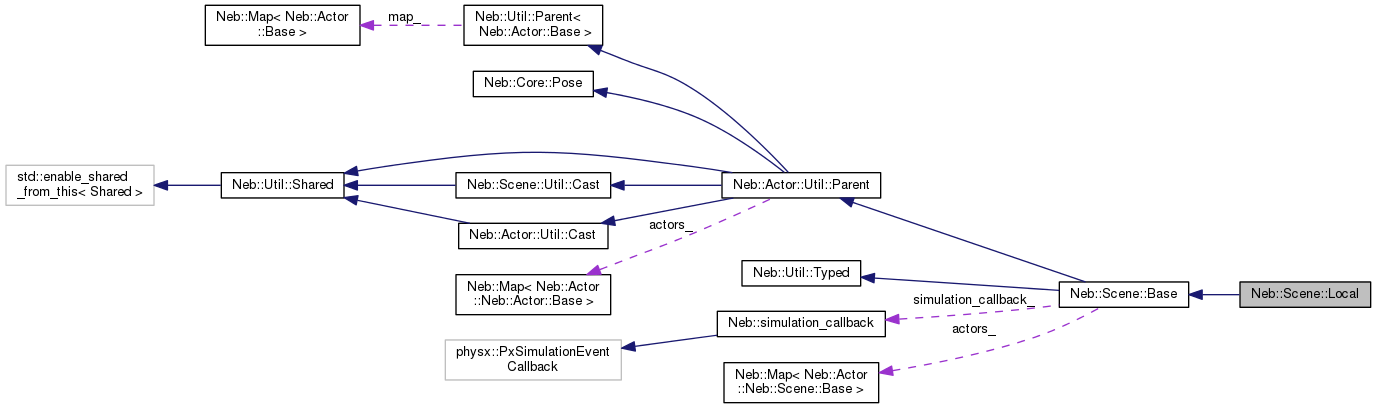 Neb::Map< Neb::Actor
::Base >
map_
Neb::Util::Parent<
Neb::Actor::Base >
Neb::Core::Pose
std::enable_shared
_from_this< Shared >
Neb::Util::Shared
Neb::Scene::Util::Cast
Neb::Actor::Util::Parent
Neb::Actor::Util::Cast
actors_
Neb::Map< Neb::Actor
::Neb::Actor::Base >
Neb::Util::Typed
Neb::Scene::Base
Neb::Scene::Local
simulation_callback_
Neb::simulation_callback
actors_
physx::PxSimulationEvent
Callback
Neb::Map< Neb::Actor
::Neb::Scene::Base >